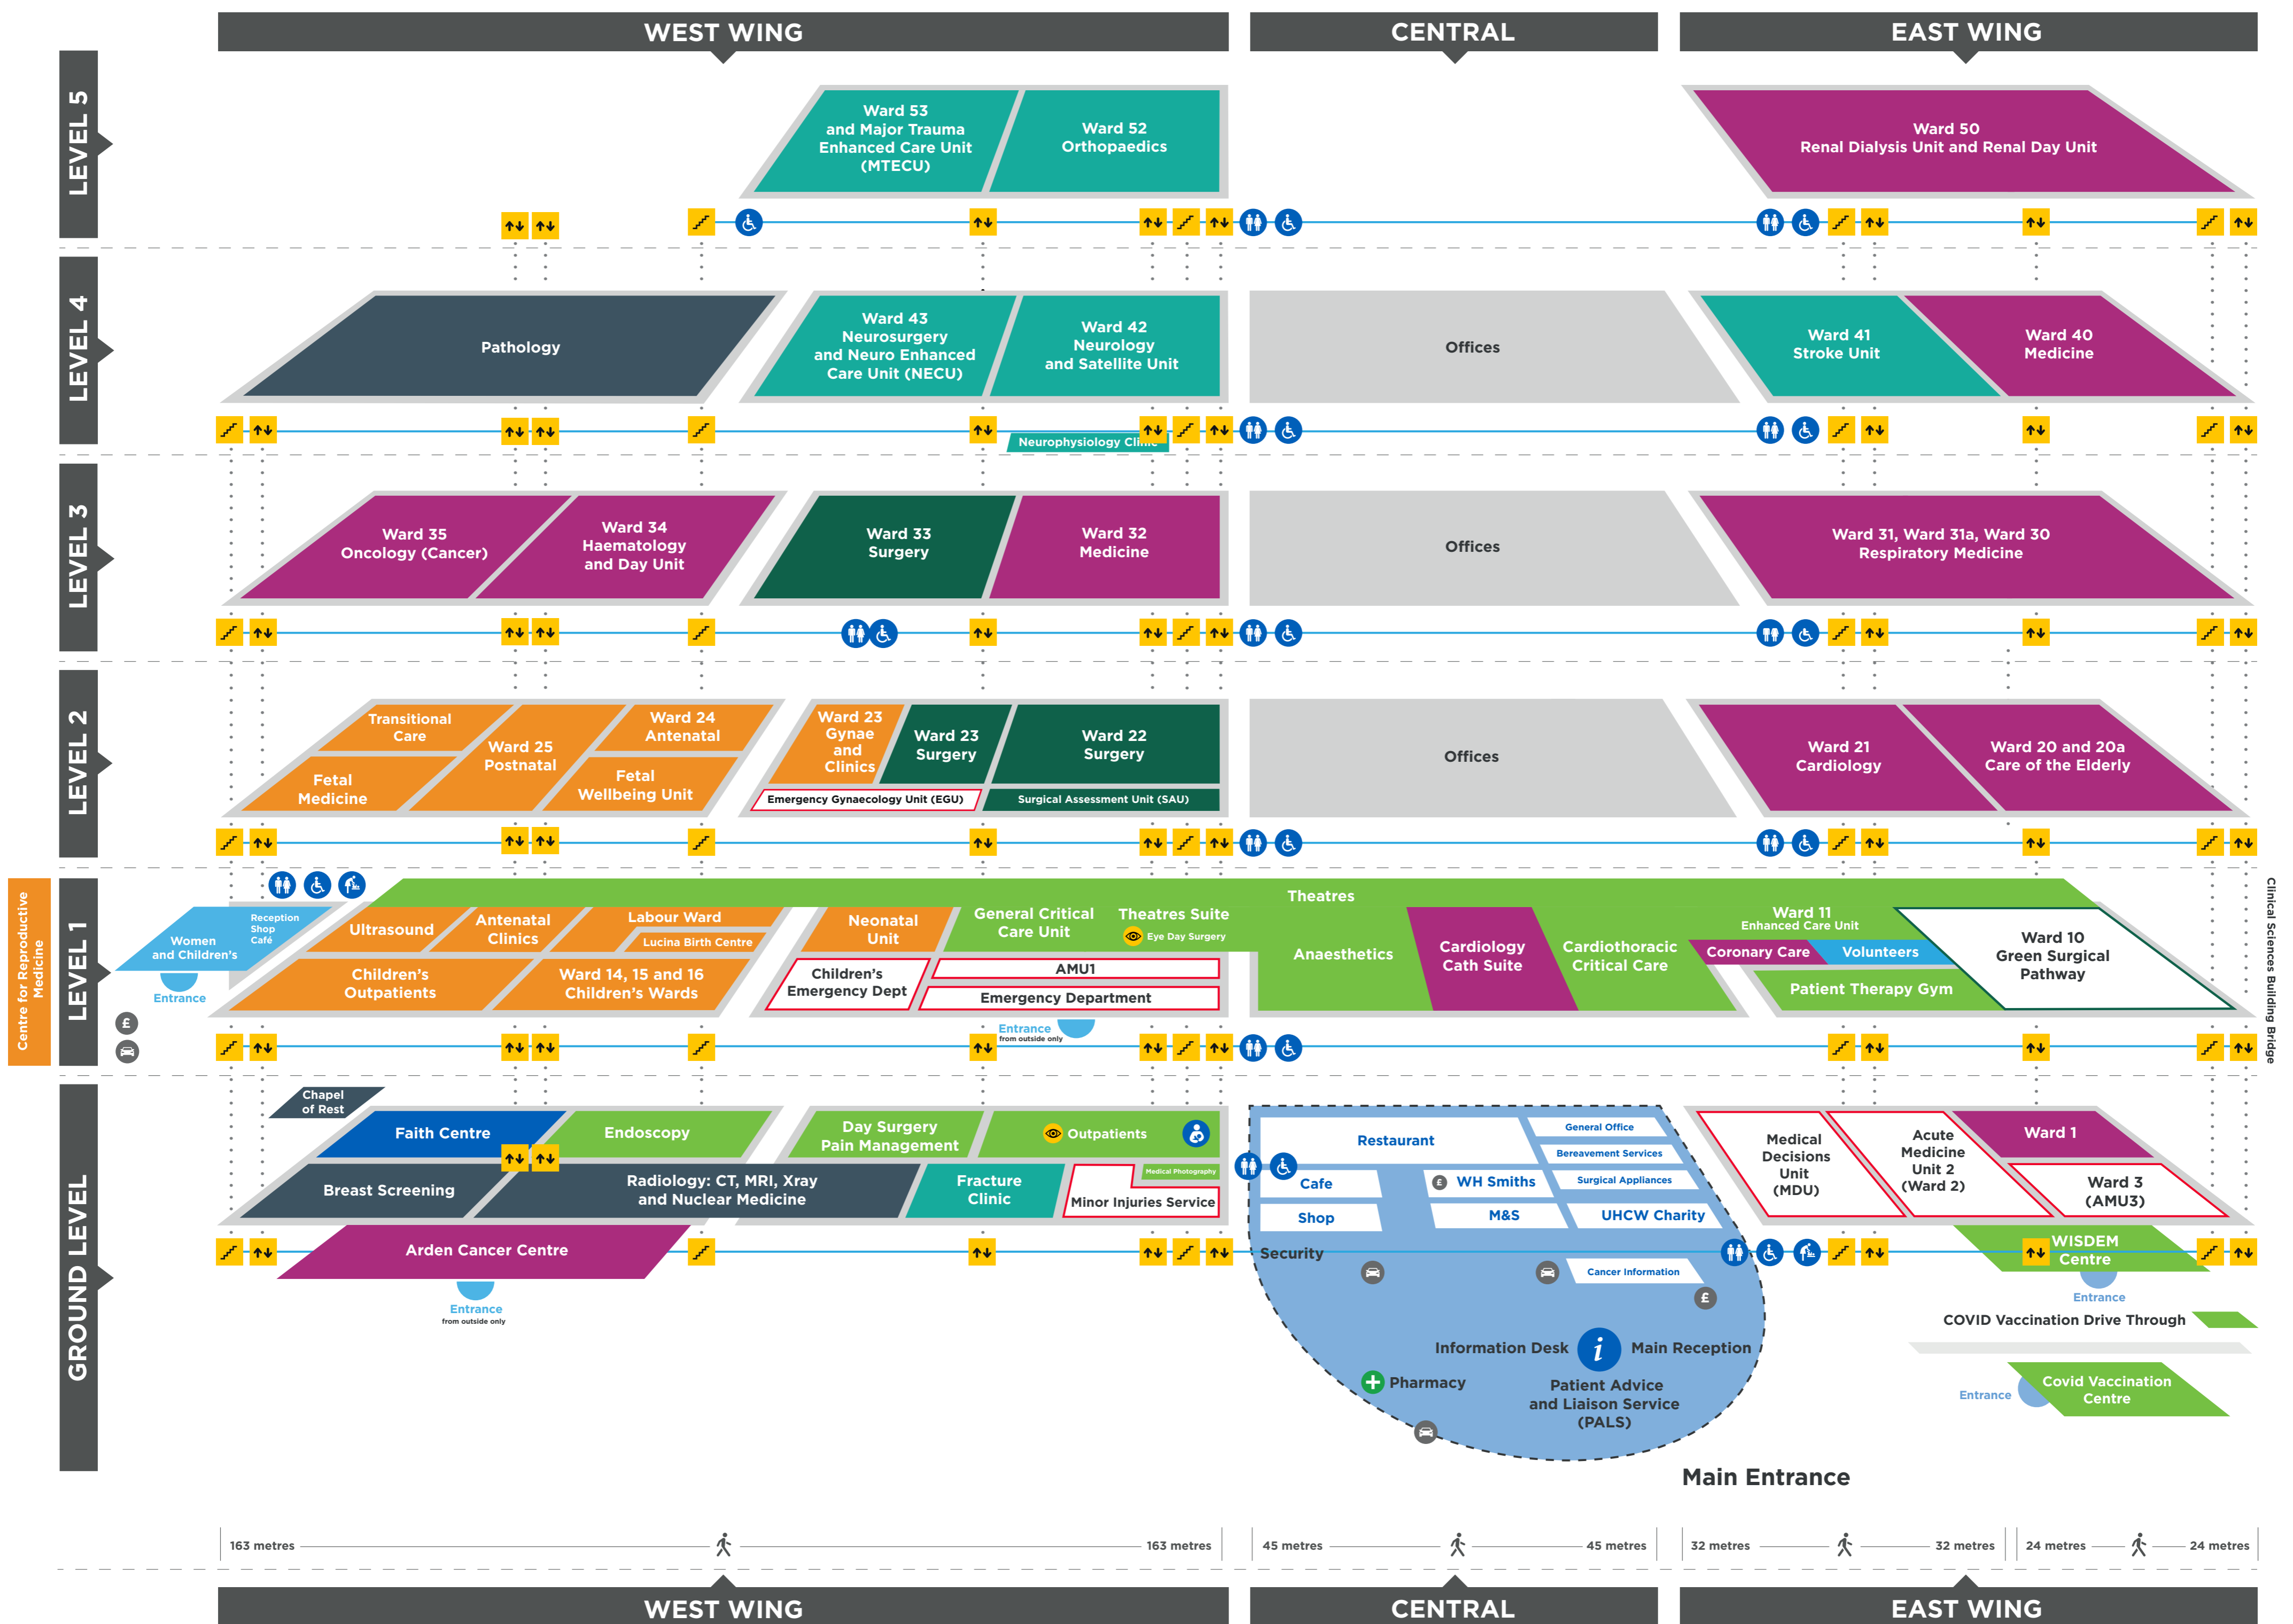 WEST WING
CENTRAL
EAST WING
LEVEL 5
Ward 53
and Major Trauma
Enhanced Care Unit
(MTECU)
Ward 52
Orthopaedics
Ward 50
Renal Dialysis Unit and Renal Day Unit
LEVEL 4
Pathology
Ward 43
Neurosurgery
and Neuro Enhanced
Care Unit (NECU)
Ward 42
Neurology
and Satellite Unit
Offices
Ward 41
Stroke Unit
Ward 40
Medicine
Neurophysiology Clinic
LEVEL 3
Ward 35
Oncology (Cancer)
Ward 34
Haematology
and Day Unit
Ward 33
Surgery
Ward 32
Medicine
Offices
Ward 31, Ward 31a, Ward 30
Respiratory Medicine
LEVEL 2
Transitional
Care
Fetal
Medicine
Ward 25
Postnatal
Ward 24
Antenatal
Fetal
Wellbeing Unit
Ward 23
Gynae
and
Clinics
Ward 23
Surgery
Ward 22
Surgery
Emergency Gynaecology Unit (EGU)
Surgical Assessment Unit (SAU)
Offices
Ward 21
Cardiology
Ward 20 and 20a
Care of the Elderly
Centre for Reproductive
Medicine
LEVEL 1
Women
and Children's
Reception
Shop
Café
Entrance
£
Theatres
Ultrasound
Antenatal
Clinics
Labour Ward
Lucina Birth Centre
Children's
Outpatients
Ward 14, 15 and 16
Children's Wards
Neonatal
Unit
General Critical
Care Unit
Theatres Suite
Eye Day Surgery
Children's
Emergency Dept
AMU1
Emergency Department
Entrance
from outside only
Anaesthetics
Cardiology
Cath Suite
Cardiothoracic
Critical Care
Ward 11
Enhanced Care Unit
Coronary Care
Volunteers
Patient Therapy Gym
Ward 10
Green Surgical
Pathway
Clinical Sciences Building Bridge
GROUND LEVEL
Chapel
of Rest
Faith Centre
Endoscopy
Breast Screening
Radiology: CT, MRI, Xray
and Nuclear Medicine
Arden Cancer Centre
Entrance
from outside only
Day Surgery
Pain Management
Outpatients
Medical Photography
Fracture
Clinic
Minor Injuries Service
Restaurant
General Office
Bereavement Services
Cafe
£
WH Smiths
Surgical Appliances
Shop
M&S
UHCW Charity
Security
Cancer Information
£
Information Desk
i
Main Reception
Pharmacy
Patient Advice
and Liaison Service
(PALS)
Main Entrance
Medical
Decisions
Unit
(MDU)
Acute
Medicine
Unit 2
(Ward 2)
Ward 1
Ward 3
(AMU3)
WISDEM
Centre
Entrance
COVID Vaccination Drive Through
Covid Vaccination
Centre
Entrance
163 metres
163 metres
45 metres
45 metres
32 metres
32 metres
24 metres
24 metres
WEST WING
CENTRAL
EAST WING